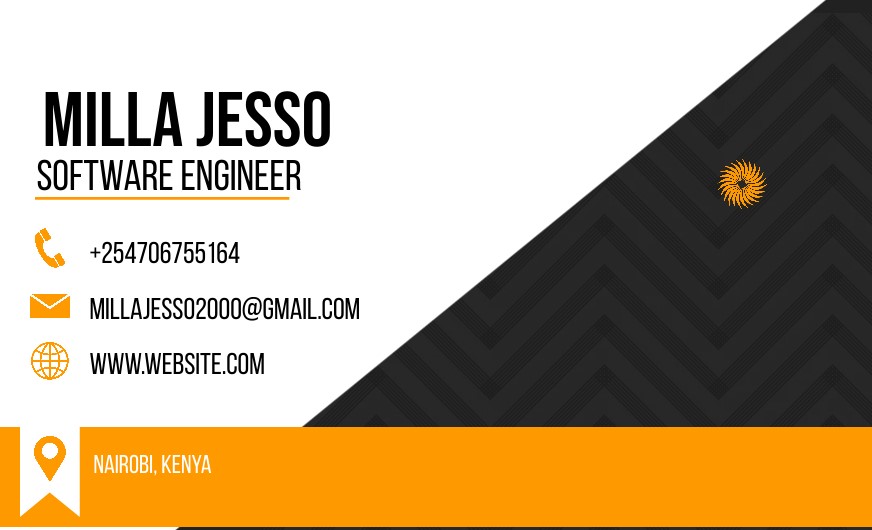 MILLA JESSO
SOFTWARE ENGINEER
+254706755164
MILLAJESSO2000@GMAIL.COM
WWW.WEBSITE.COM
NAIROBI, KENYA